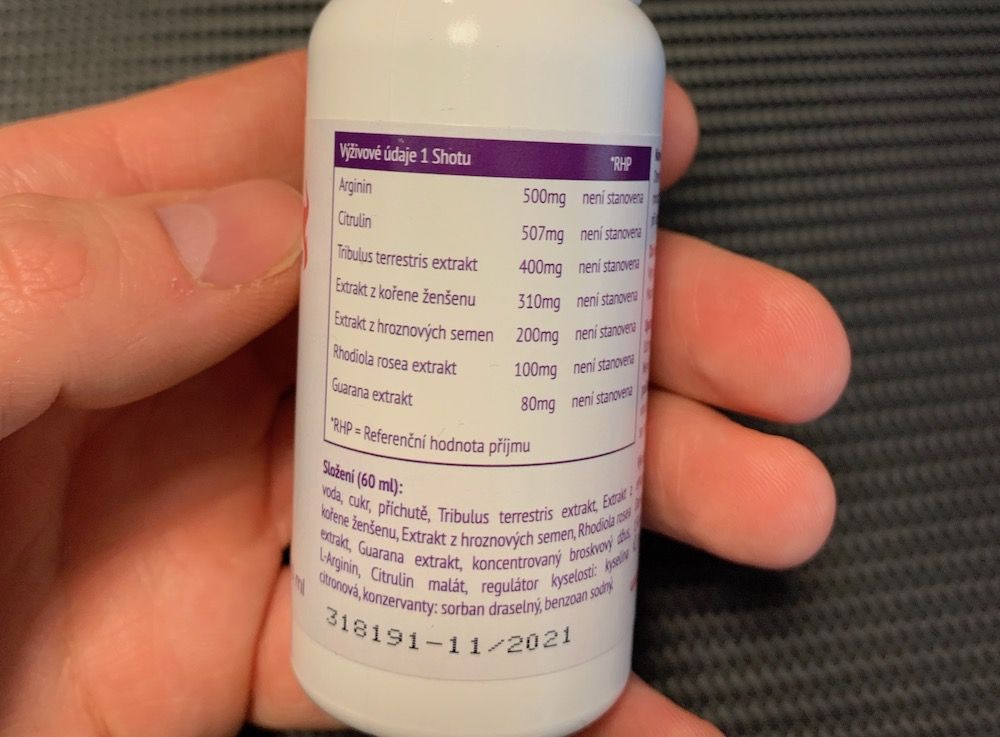 Výživové údaje 1 Shotu *RHP
Arginin 500mg není stanovena
Citrulin 507mg není stanovena
Tribulus terrestris extrakt 400mg není stanovena
Extrakt z kořene ženšenu 310mg není stanovena
Extrakt z hroznových semen 200mg není stanovena
Rhodiola rosea extrakt 100mg není stanovena
Guarana extrakt 80mg není stanovena
*RHP = Referenční hodnota příjmu
Složení (60 ml):
voda, cukr, příchutě, Tribulus terrestris extrakt, Extrakt z
kořene ženšenu, Extrakt z hroznových semen, Rhodiola rosea
extrakt, Guarana extrakt, koncentrovaný broskvový džus,
L-Arginin, Citrulin malát, regulátor kyselosti: kyselina
citronová, konzervanty: sorban draselný, benzoan sodný.
ml
318191-11/2021